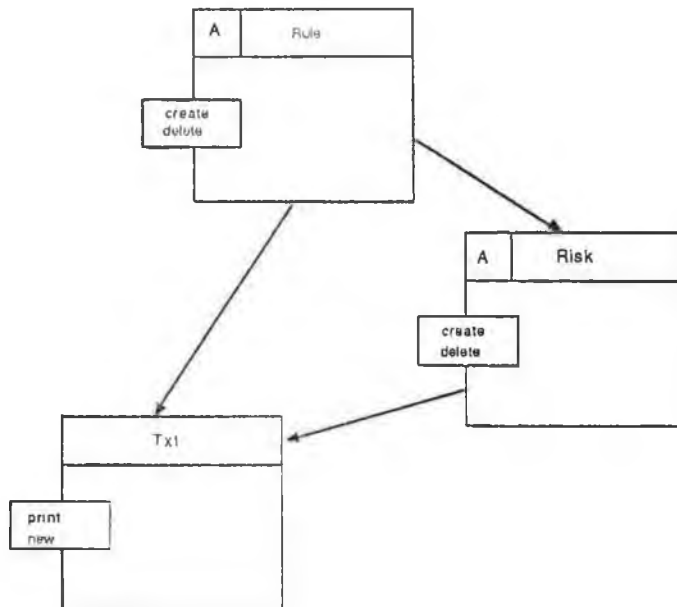 A Rule
create
delete
A Risk
create
delete
Txt
print
new